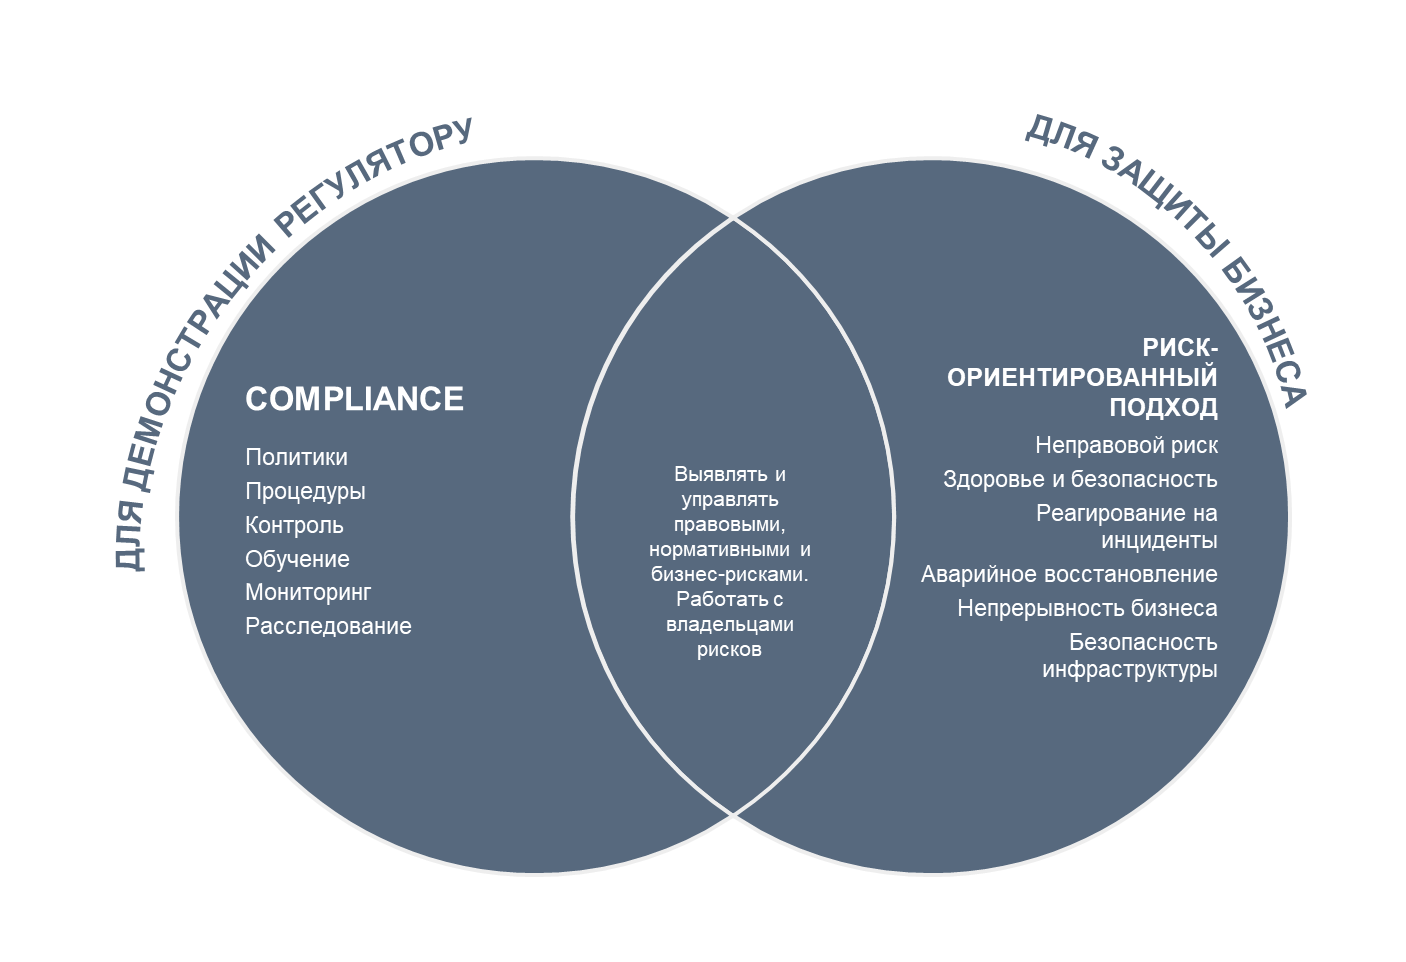 ДЛЯ ДЕМОНСТРАЦИИ РЕГУЛЯТОРУ
COMPLIANCE
Политики
Процедуры
Контроль
Обучение
Мониторинг
Расследование
Выявлять и
управлять
правовыми,
нормативными и
бизнес-рисками.
Работать с
владельцами
рисков
ДЛЯ ЗАЩИТЫ БИЗНЕСА
РИСК-
ОРИЕНТИРОВАННЫЙ
ПОДХОД
Неправовой риск
Здоровье и безопасность
Реагирование на
инциденты
Аварийное восстановление
Непрерывность бизнеса
Безопасность
инфраструктуры